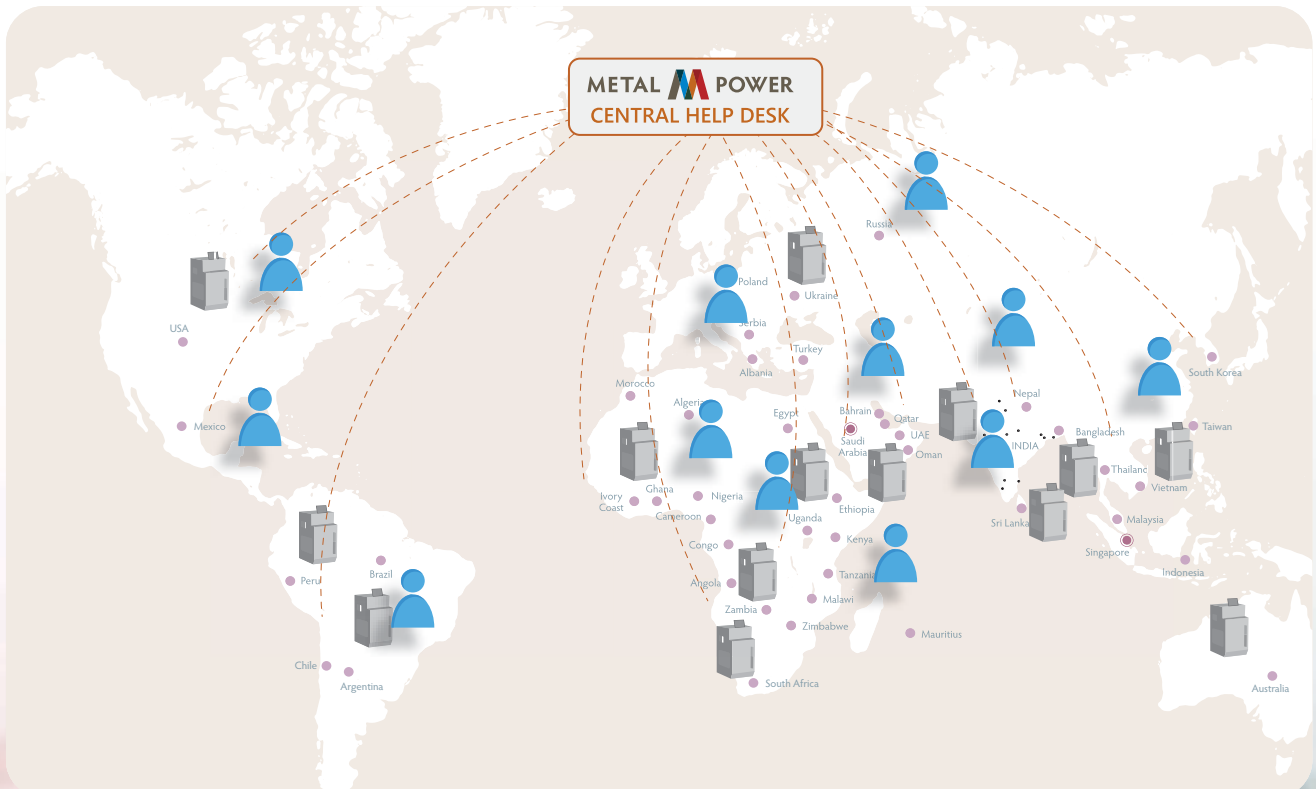 METAL POWER
CENTRAL HELP DESK
Russia
Poland
Ukraine
Serbia
USA
Turkey
Albania
South Korea
Morocco
Nepal
Algeria
Bahrain
Egypt
Qatar
Mexico
Taiwan
Bangladesh
UAE
Saudi
Arabia
INDIA
Oman
Thailand
Vietnam
Ghana
Ivory
Coast
Nigeria
Ethiopia
Cameroon
Uganda
Sri Lanka
Malaysia
Kenya
Congo
Singapore
Brazil
Indonesia
Peru
Angola
Tanzania
Malawi
Zambia
Zimbabwe
Mauritius
Chile
Argentina
South Africa
Australia